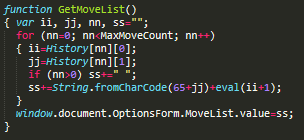 function GetMoveList()
{ var ii, jj, nn, ss="";
for (nn=0; nn<MaxMoveCount; nn++)
{ ii=History[nn][0];
jj=History[nn][1];
if (nn>0) ss+=" ";
ss+=String.fromCharCode(65+jj)+eval(ii+1);
}
window.document.OptionsForm.MoveList.value=ss;
}